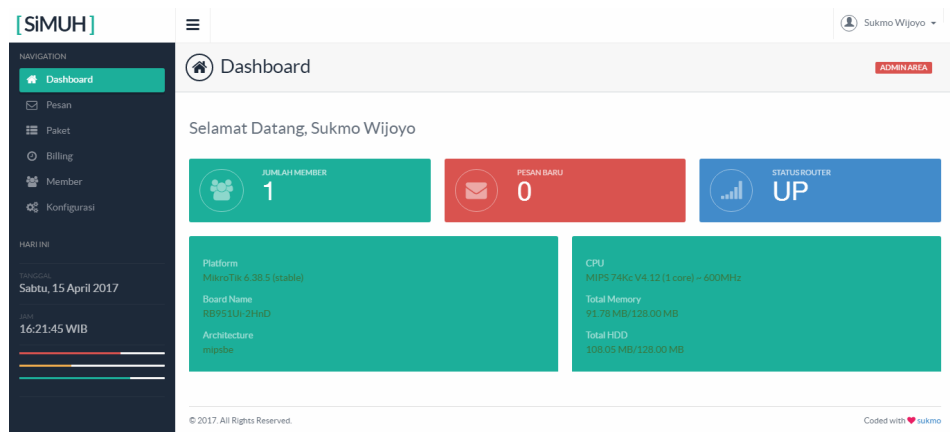 [SiMUH]
Sukmo Wijoyo
NAVIGATION
Dashboard
Pesan
Paket
Billing
Member
Konfigurasi
HARI INI
TANGGAL
Sabtu, 15 April 2017
JAM
16:21:45 WIB
Dashboard
ADMIN AREA
Selamat Datang, Sukmo Wijoyo
JUMLAH MEMBER
1
PESAN BARU
0
STATUS ROUTER
UP
Platform
MikroTik 6.38.5 (stable)
Board Name
RB951Ui-2HnD
Architecture
mipsbe
CPU
MIPS 74Kc V4.12 (1 core) ~ 600MHz
Total Memory
91.78 MB/128.00 MB
Total HDD
108.05 MB/128.00 MB
© 2017. All Rights Reserved.
Coded with ❤ sukmo